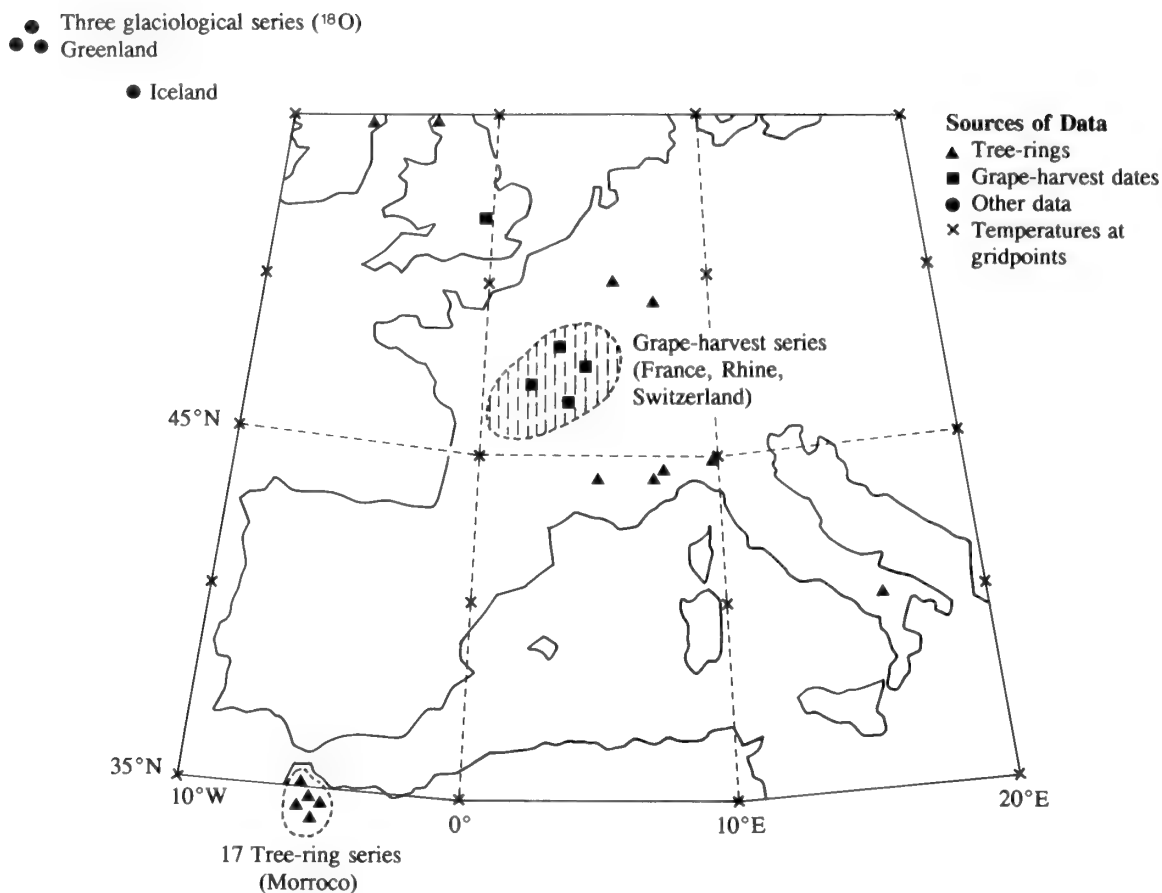 Three glaciological series (¹⁸O)
Greenland
Iceland
Sources of Data
Tree-rings
Grape-harvest dates
Other data
Temperatures at
gridpoints
Grape-harvest series
(France, Rhine,
Switzerland)
45°N
35°N
10°W
0°
10°E
20°E
17 Tree-ring series
(Morroco)